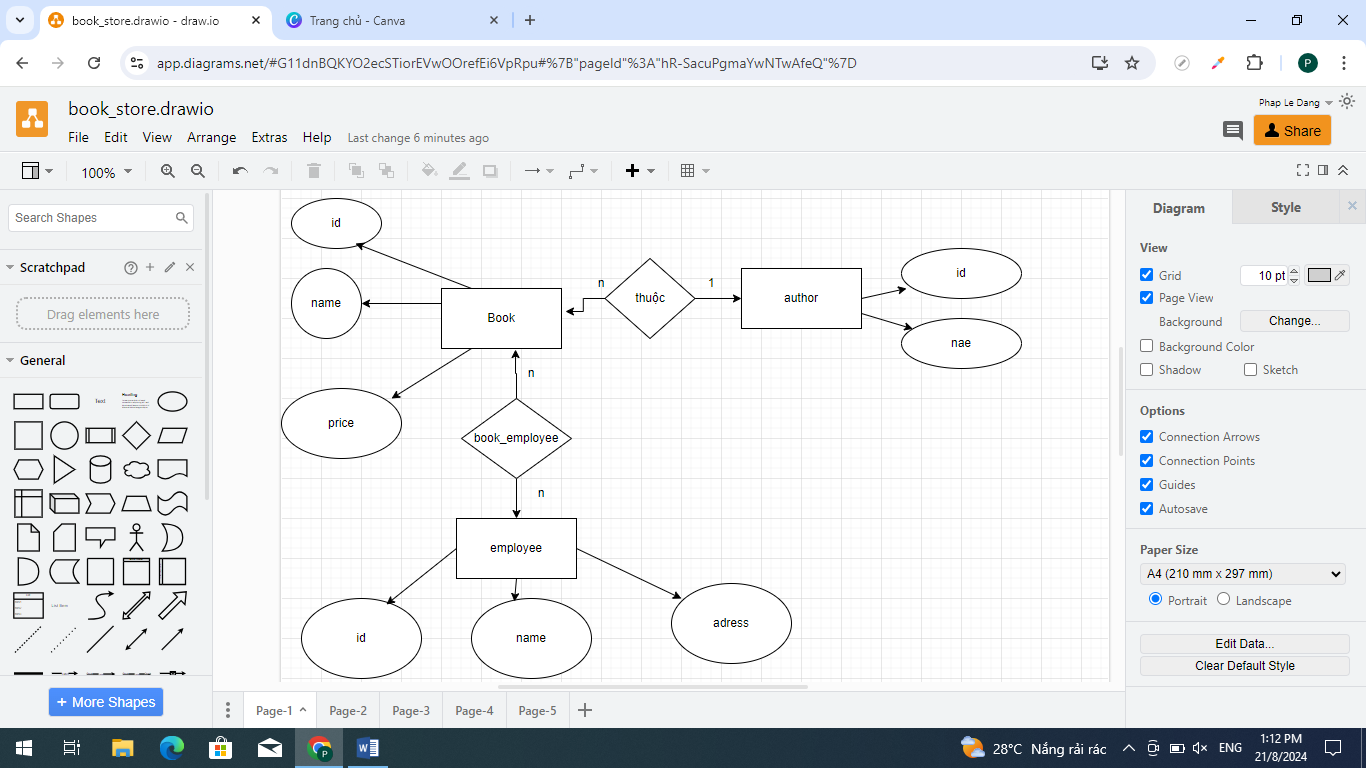 book_store.drawio - draw.io
Trang chủ - Canva
app.diagrams.net/#G11dnBQKYO2ecSTiorEVwOOrefEi6VpRpu#%7B"pageId"%3A"hR-SacuPgmaYwNTwAfeQ"%7D
P
book_store.drawio
Phap Le Dang
File Edit View Arrange Extras Help Last change 6 minutes ago
Share
100%
Search Shapes
Scratchpad
Drag elements here
General
Text
Heading
List Item
+ More Shapes
id
name
Book
price
n
thuộc
1
author
id
nae
n
book_employee
n
employee
id
name
adress
Diagram Style
View
Grid 10 pt
Page View
Background Change...
Background Color
Shadow Sketch
Options
Connection Arrows
Connection Points
Guides
Autosave
Paper Size
A4 (210 mm x 297 mm)
Portrait Landscape
Edit Data...
Clear Default Style
Page-1 Page-2 Page-3 Page-4 Page-5
28°C Nắng rải rác
ENG
1:12 PM
21/8/2024